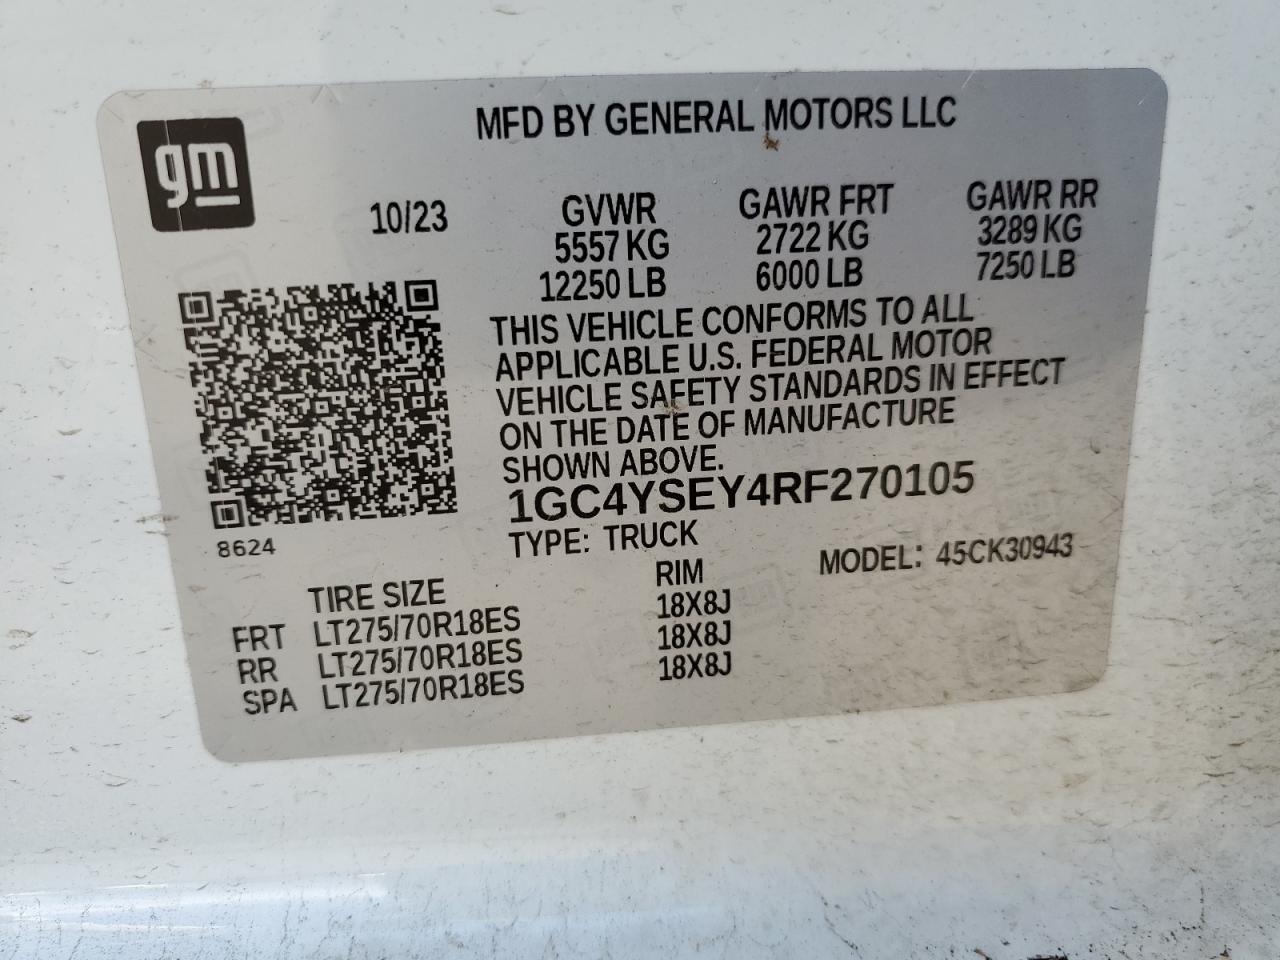 MFD BY GENERAL MOTORS LLC
gm
10/23
GVWR GAWR FRT GAWR RR
5557 KG 2722 KG 3289 KG
12250 LB 6000 LB 7250 LB
THIS VEHICLE CONFORMS TO ALL
APPLICABLE U.S. FEDERAL MOTOR
VEHICLE SAFETY STANDARDS IN EFFECT
ON THE DATE OF MANUFACTURE
SHOWN ABOVE.
1GC4YSEY4RF270105
8624
TYPE: TRUCK
MODEL: 45CK30943
TIRE SIZE RIM
FRT LT275/70R18ES 18X8J
RR LT275/70R18ES 18X8J
SPA LT275/70R18ES 18X8J